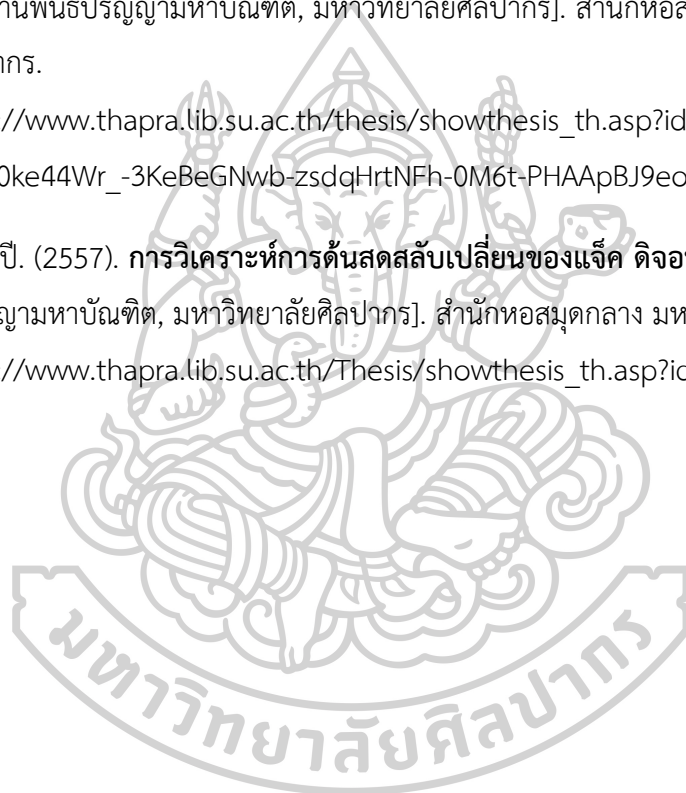 านพนธปรญญามหาบณฑต, มหาวทยาลยศลปากร]. สานกหอส
ากร.
://www.thapra.lib.su.ac.th/thesis/showthesis_th.asp?id
0ke44Wr_-3KeBeGNwb-zsdqHrtNFh-0M6t-PHAApBJ9eo
ปี. (2557). การวิเคราะห์การด้นสดสลับเปลี่ยนของแจ็ค ดิจอ
ญามหาบัณฑิต, มหาวิทยาลัยศิลปากร]. สำนักหอสมุดกลาง มห
://www.thapra.lib.su.ac.th/Thesis/showthesis_th.asp?id
มหาวิทยาลัยศิลปากร